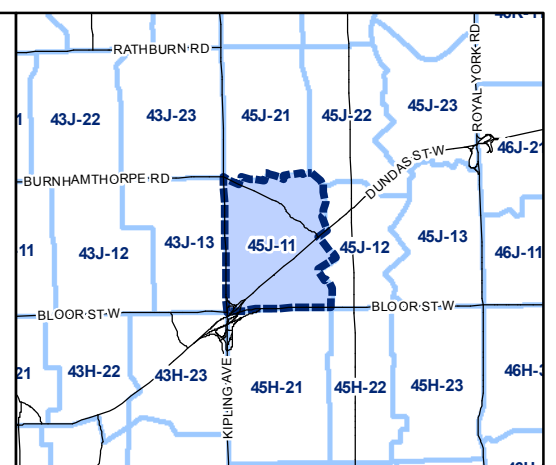 RATHBURN RD
ROYAL YORK RD
43J-22
43J-23
45J-21
45J-22
45J-23
46J-21
DUNDAS ST W
BURNHAMTHORPE RD
11
43J-12
43J-13
45J-11
45J-12
45J-13
46J-11
BLOOR ST W
BLOOR ST W
21
43H-22
43H-23
45H-21
45H-22
45H-23
KIPLING AVE